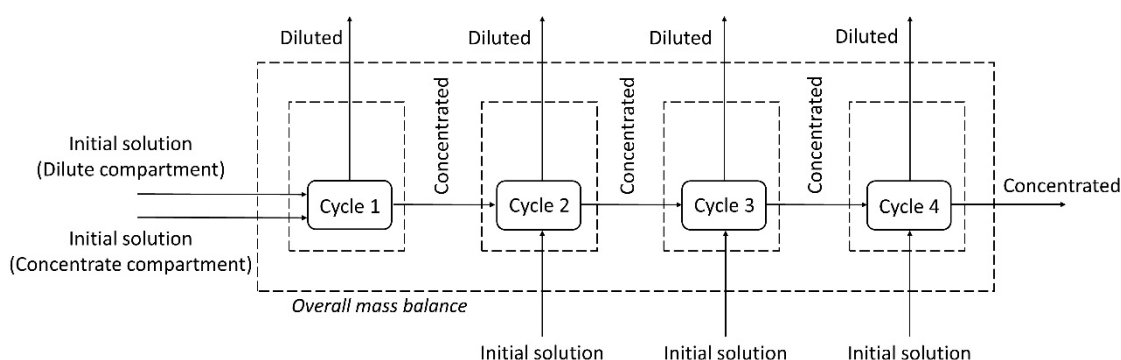 Diluted
Diluted
Diluted
Diluted
Concentrated
Concentrated
Concentrated
Initial solution
(Dilute compartment)
Cycle 1
Cycle 2
Cycle 3
Cycle 4
Concentrated
Initial solution
(Concentrate compartment)
Overall mass balance
Initial solution
Initial solution
Initial solution